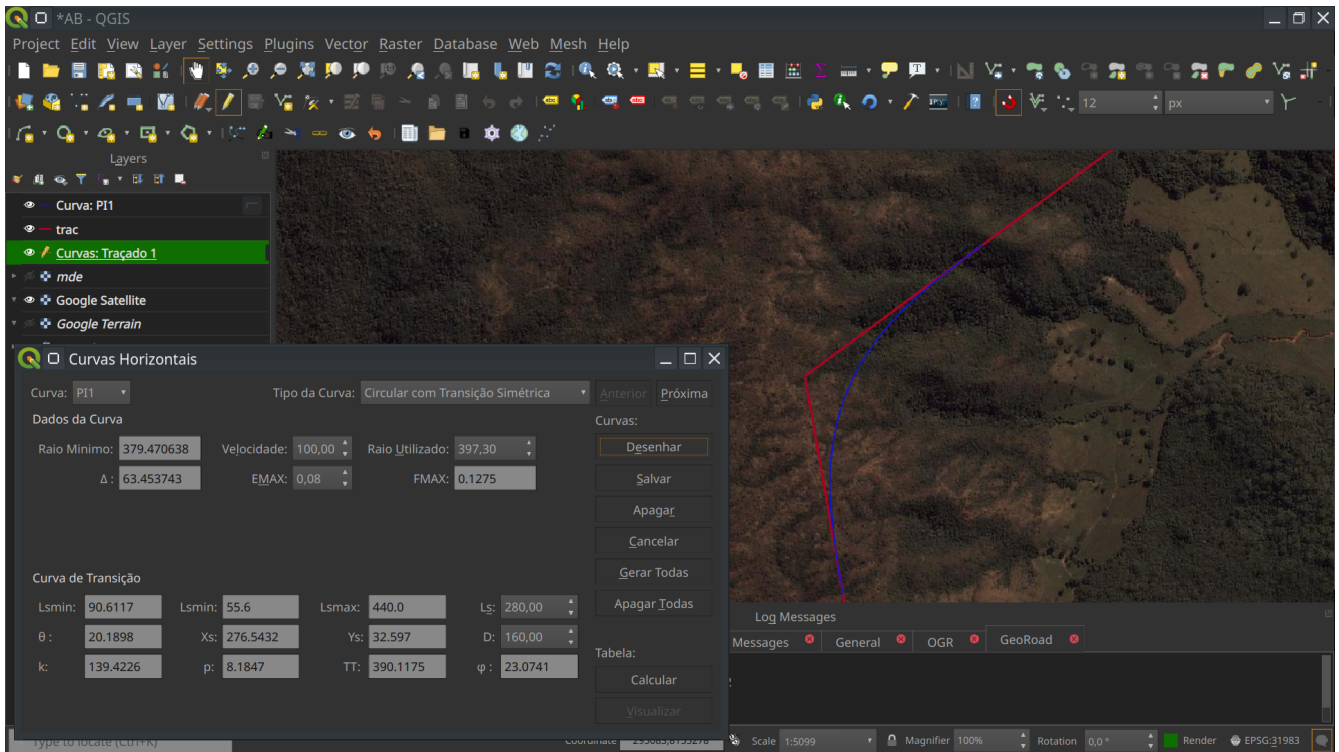 *AB - QGIS
Project Edit View Layer Settings Plugins Vector Raster Database Web Mesh Help
12 px
Layers
Curva: PI1
trac
Curvas: Traçado 1
mde
Google Satellite
Google Terrain
Curvas Horizontais
Curva: PI1 Tipo da Curva: Circular com Transição Simétrica Anterior Próxima
Dados da Curva Curvas:
Raio Minimo: 379.470638 Velocidade: 100,00 Raio Utilizado: 397,30 Desenhar
Δ : 63.453743 EMAX: 0,08 FMAX: 0.1275 Salvar
Apagar
Cancelar
Curva de Transição Gerar Todas
Lsmin: 90.6117 Lsmin: 55.6 Lsmax: 440.0 Ls: 280,00 Apagar Todas
θ : 20.1898 Xs: 276.5432 Ys: 32.597 D: 160,00
k: 139.4226 p: 8.1847 TT: 390.1175 φ : 23.0741
Tabela:
Calcular
Visualizar
Log Messages
Messages General OGR GeoRoad
Type to locate (Ctrl+K) Coordinate Scale 1:5099 Magnifier 100% Rotation 0,0 ° Render EPSG:31983